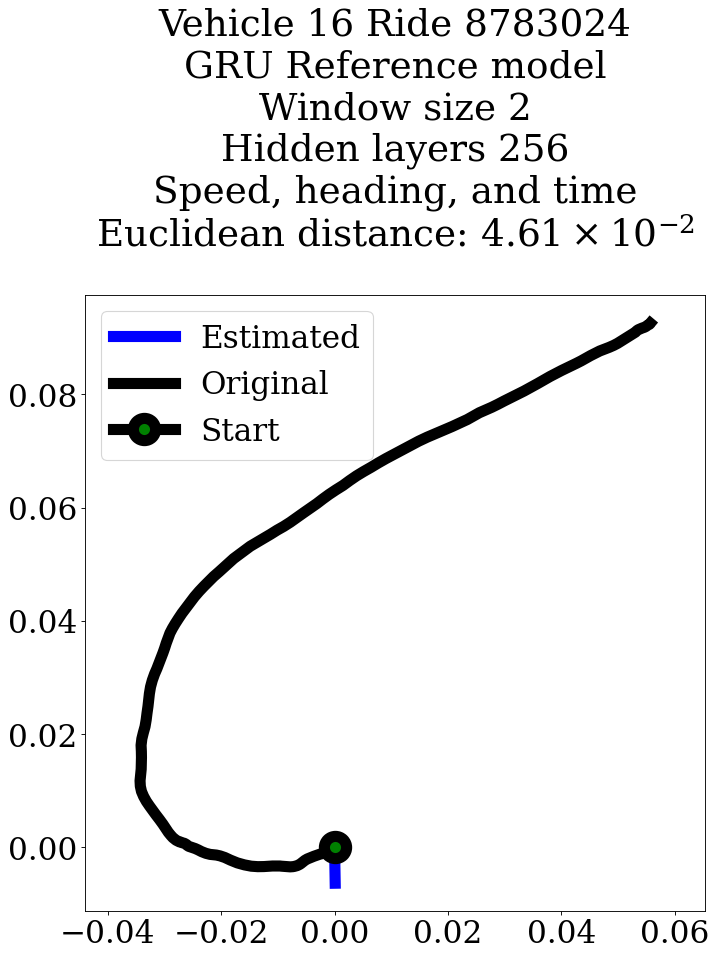 Vehicle 16 Ride 8783024
GRU Reference model
Window size 2
Hidden layers 256
Speed, heading, and time
Euclidean distance: 4.61 × 10⁻²
Estimated
Original
Start
0.08
0.06
0.04
0.02
0.00
−0.04 −0.02 0.00 0.02 0.04 0.06